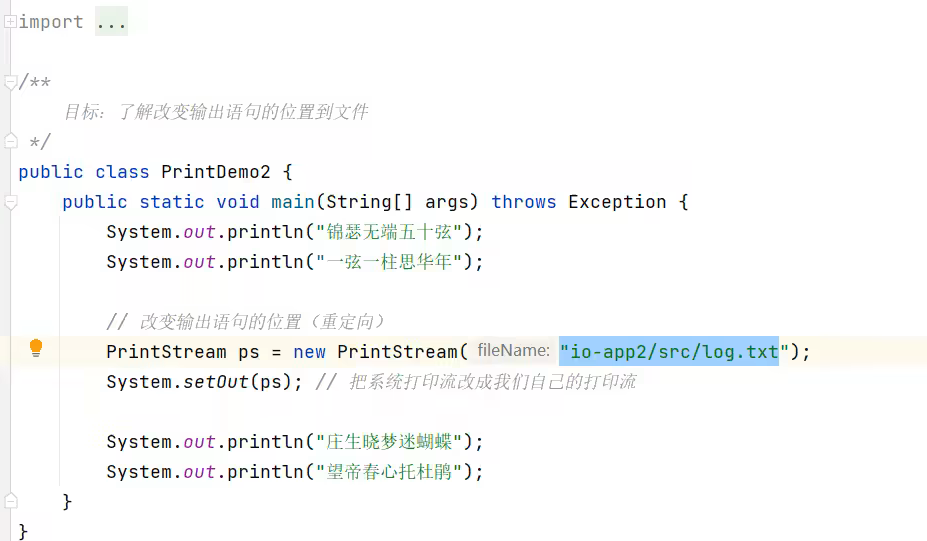 import ...
/**
目标：了解改变输出语句的位置到文件
*/
public class PrintDemo2 {
public static void main(String[] args) throws Exception {
System.out.println("锦瑟无端五十弦");
System.out.println("一弦一柱思华年");
// 改变输出语句的位置（重定向）
PrintStream ps = new PrintStream( fileName: "io-app2/src/log.txt");
System.setOut(ps); // 把系统打印流改成我们自己的打印流
System.out.println("庄生晓梦迷蝴蝶");
System.out.println("望帝春心托杜鹃");
}
}